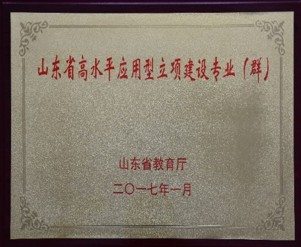 山东省高水平应用型立项建设专业（群）
山东省教育厅
二〇一七年一月